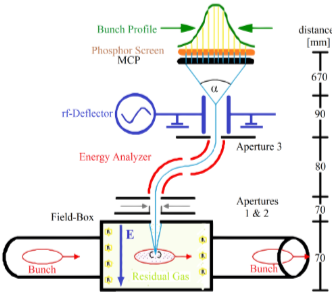 Bunch Profile
distance
[mm]
Phosphor Screen
MCP
670
α
rf-Deflector
90
Aperture 3
Energy Analyzer
80
Apertures
1 & 2
70
Field-Box
E
70
Bunch
Residual Gas
Bunch